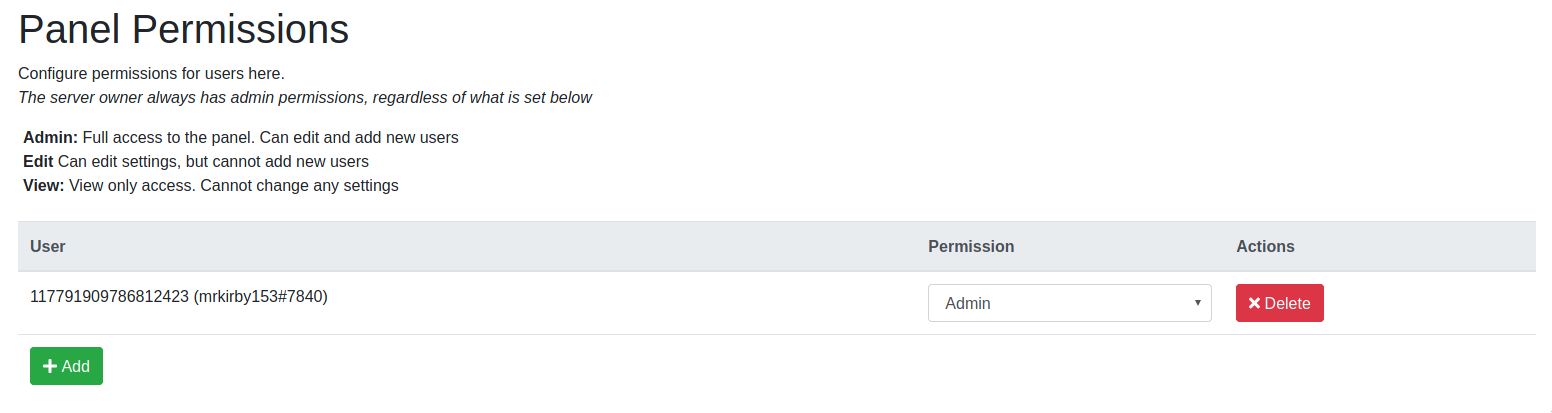 Panel Permissions
Configure permissions for users here.
The server owner always has admin permissions, regardless of what is set below
Admin: Full access to the panel. Can edit and add new users
Edit Can edit settings, but cannot add new users
View: View only access. Cannot change any settings
User Permission Actions
117791909786812423 (mrkirby153#7840) Admin Delete
Add